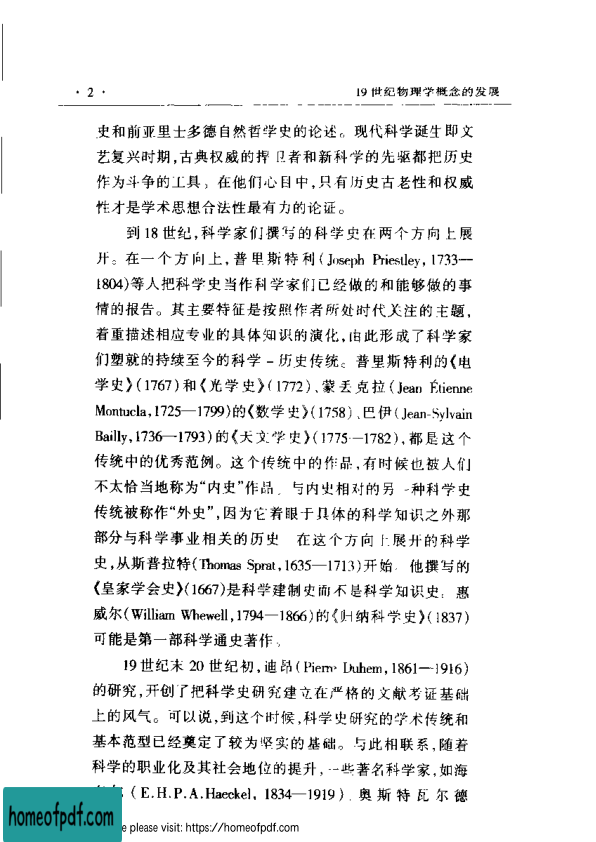 · 2 · 19 世纪物理学概念的发展
史和前亚里士多德自然哲学史的论述。现代科学诞生即文
艺复兴时期,古典权威的捍卫者和新科学的先驱都把历史
作为斗争的工具。在他们心目中,只有历史古老性和权威
性才是学术思想合法性最有力的论证。
到 18 世纪,科学家们撰写的科学史在两个方向上展
开。在一个方向上,普里斯特利(Joseph Priestley, 1733—
1804)等人把科学史当作科学家们已经做的和能够做的事
情的报告。其主要特征是按照作者所处时代关注的主题,
着重描述相应专业的具体知识的演化,由此形成了科学家
们塑就的持续至今的科学－历史传统。普里斯特利的《电
学史》(1767)和《光学史》(1772)、蒙丢克拉(Jean Étienne
Montucla,1725—1799)的《数学史》(1758)、巴伊(Jean-Sylvain
Bailly,1736—1793)的《天文学史》(1775—1782),都是这个
传统中的优秀范例。这个传统中的作品,有时候也被人们
不太恰当地称为“内史”作品。与内史相对的另一种科学史
传统被称作“外史”,因为它着眼于具体的科学知识之外那
部分与科学事业相关的历史 在这个方向上展开的科学
史,从斯普拉特(Thomas Sprat,1635—1713)开始 他撰写的
《皇家学会史》(1667)是科学建制史而不是科学知识史。惠
威尔(William Whewell,1794—1866)的《归纳科学史》(1837)
可能是第一部科学通史著作。
19 世纪末 20 世纪初,迪昂(Pierre Duhem,1861—1916)
的研究,开创了把科学史研究建立在严格的文献考证基础
上的风气。可以说,到这个时候,科学史研究的学术传统和
基本范型已经奠定了较为坚实的基础。与此相联系,随着
科学的职业化及其社会地位的提升,一些著名科学家,如海
(E.H.P.A.Haeckel, 1834—1919) 奥斯特瓦尔德
homeofpdf.com
e please visit: https://homeofpdf.com